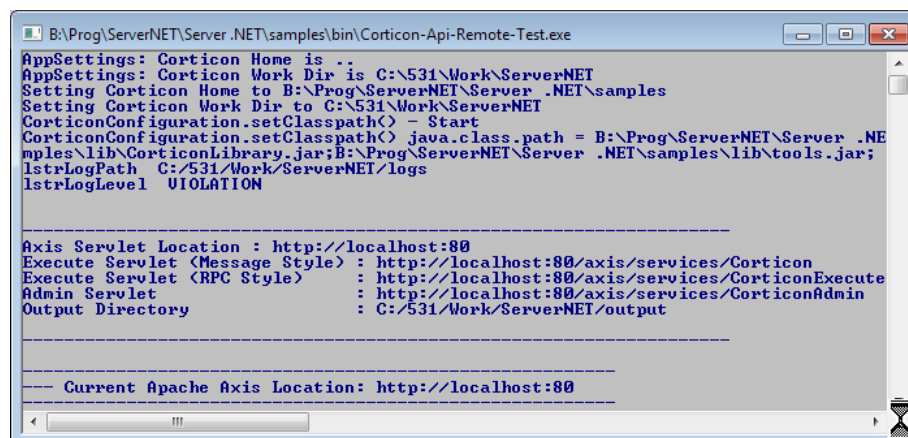 B:\Prog\ServerNET\Server .NET\samples\bin\Corticon-Api-Remote-Test.exe
AppSettings: Corticon Home is ..
AppSettings: Corticon Work Dir is C:\531\Work\ServerNET
Setting Corticon Home to B:\Prog\ServerNET\Server .NET\samples
Setting Corticon Work Dir to C:\531\Work\ServerNET
CorticonConfiguration.setClasspath() - Start
CorticonConfiguration.setClasspath() java.class.path = B:\Prog\ServerNET\Server .NE
mples\lib\CorticonLibrary.jar;B:\Prog\ServerNET\Server .NET\samples\lib\tools.jar;
lstrLogPath  C:/531/Work/ServerNET/logs
lstrLogLevel  VIOLATION
--------------------------------------------------------------------
Axis Servlet Location : http://localhost:80
Execute Servlet (Message Style) : http://localhost:80/axis/services/Corticon
Execute Servlet (RPC Style)     : http://localhost:80/axis/services/CorticonExecute
Admin Servlet                   : http://localhost:80/axis/services/CorticonAdmin
Output Directory                : C:/531/Work/ServerNET/output
--------------------------------------------------------------------
---------------------------------------------------------
--- Current Apache Axis Location: http://localhost:80
---------------------------------------------------------